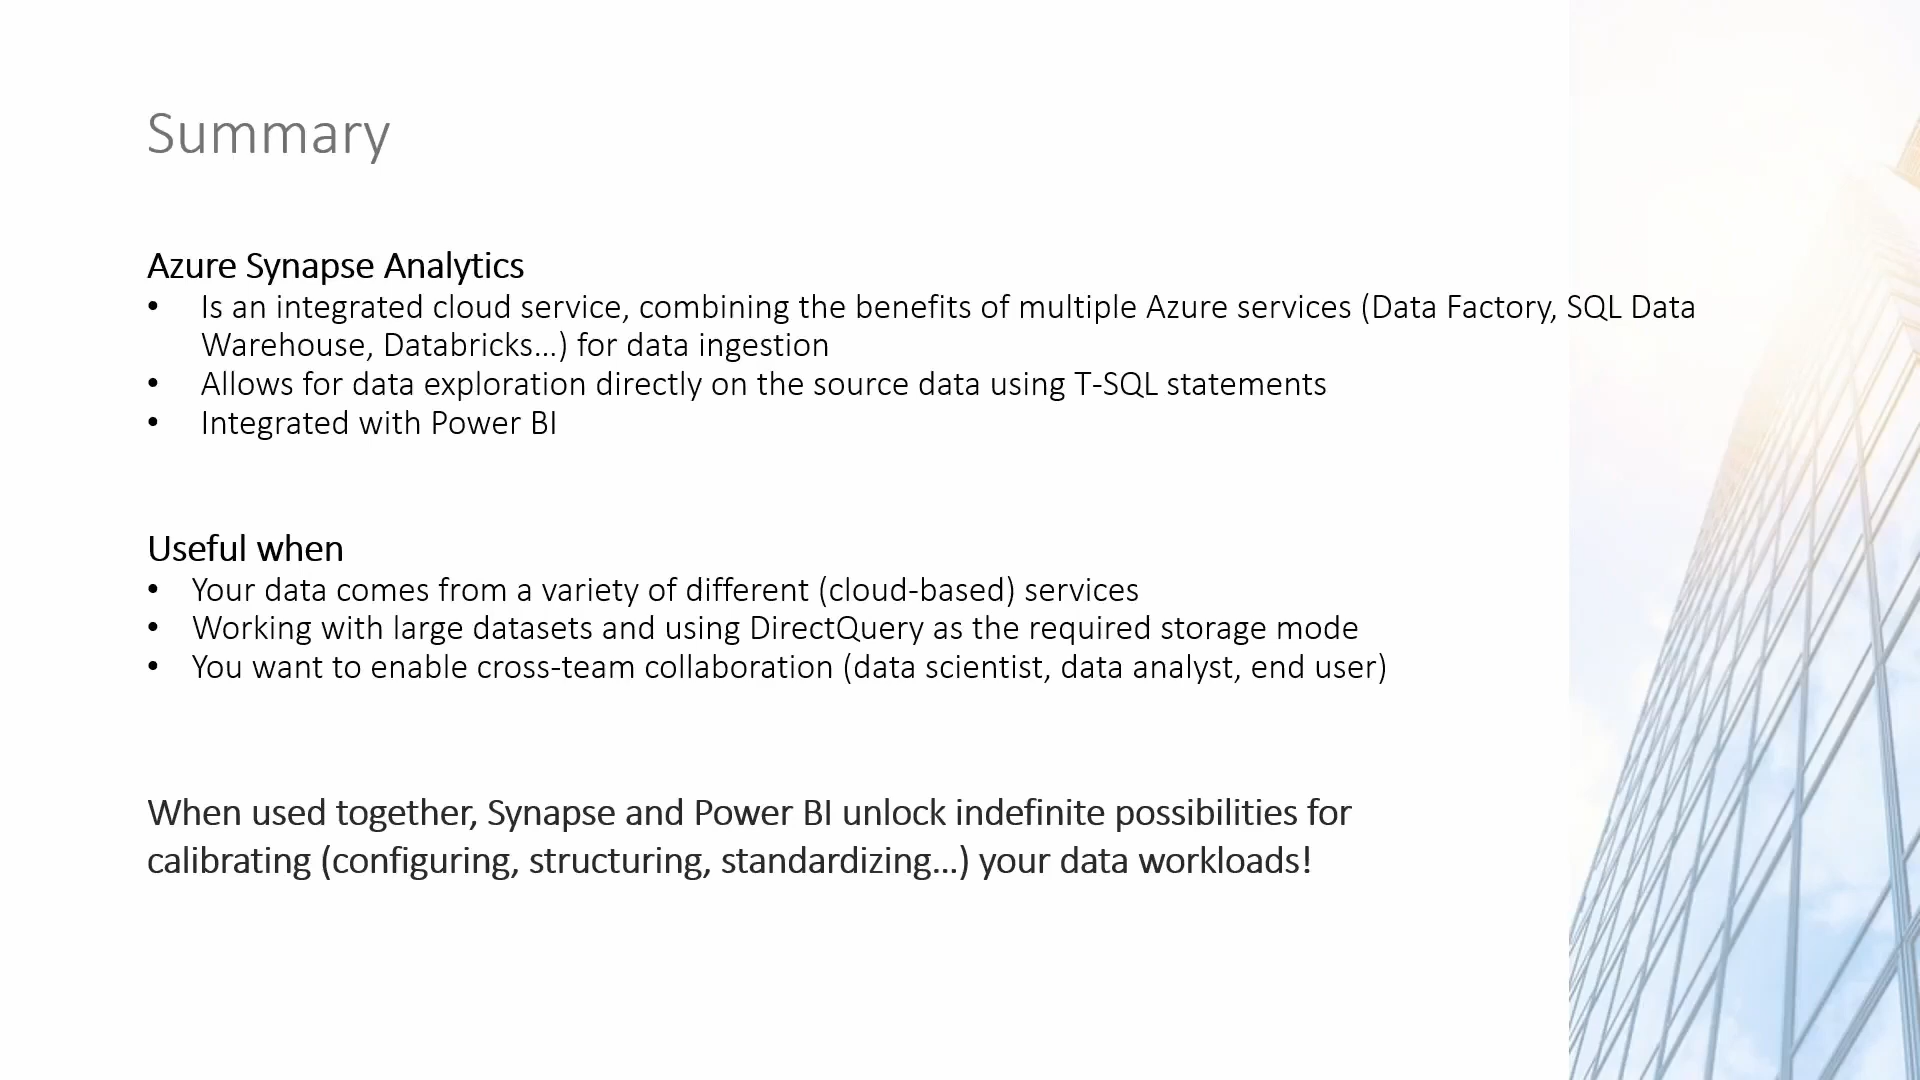 Summary
Azure Synapse Analytics
• Is an integrated cloud service, combining the benefits of multiple Azure services (Data Factory, SQL Data
Warehouse, Databricks…) for data ingestion
• Allows for data exploration directly on the source data using T-SQL statements
• Integrated with Power BI
Useful when
• Your data comes from a variety of different (cloud-based) services
• Working with large datasets and using DirectQuery as the required storage mode
• You want to enable cross-team collaboration (data scientist, data analyst, end user)
When used together, Synapse and Power BI unlock indefinite possibilities for
calibrating (configuring, structuring, standardizing…) your data workloads!